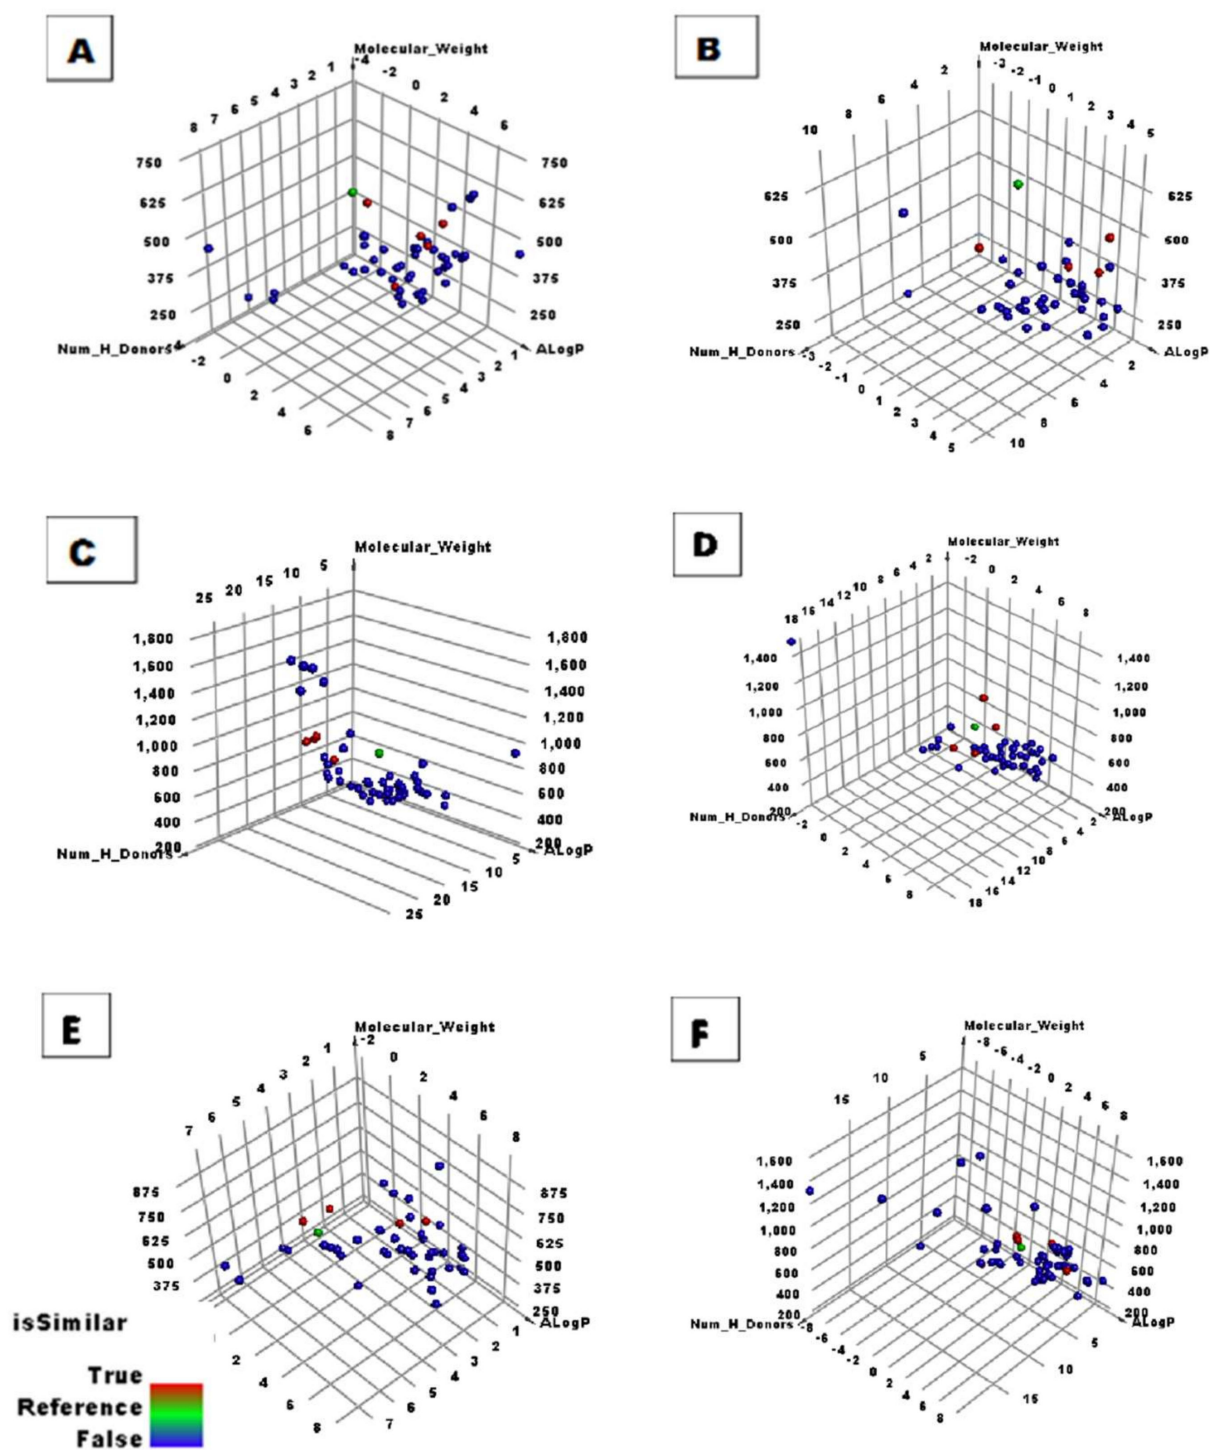 A
Molecular_Weight
8 7 6 5 4 3 2 1
-4 -2 0 2 4 6
750 625 500 375 250
750 625 500 375 250
Num_H_Donors
-4 -2 0 2 4 6
8 7 6 5 4 3 2 1
ALogP
B
Molecular_Weight
10 8 6 4 2
-3 -2 -1 0 1 2 3 4 5
625 500 375 250
625 500 375 250
Num_H_Donors
-3 -2 -1 0 1 2 3 4 5
10 8 6 4 2
ALogP
C
Molecular_Weight
25 20 15 10 5
1,800 1,600 1,400 1,200 1,000 800 600 400 200
1,800 1,600 1,400 1,200 1,000 800 600 400 200
Num_H_Donors
25 20 15 10 5
ALogP
D
Molecular_Weight
18 16 14 12 10 8 6 4 2
-2 0 2 4 6 8
1,400 1,200 1,000 800 600 400 200
1,400 1,200 1,000 800 600 400 200
Num_H_Donors
-2 0 2 4 6 8
18 16 14 12 10 8 6 4 2
ALogP
E
Molecular_Weight
7 6 5 4 3 2 1
-2 0 2 4 6 8
875 750 625 500 375
875 750 625 500 375 250
2 4 6 8
7 6 5 4 3 2 1
ALogP
F
Molecular_Weight
15 10 5
-8 -6 -4 -2 0 2 4 6 8
1,600 1,400 1,200 1,000 800 600 400 200
1,600 1,400 1,200 1,000 800 600 400 200
Num_H_Donors
-8 -6 -4 -2 0 2 4 6 8
15 10 5
ALogP
isSimilar
True
Reference
False